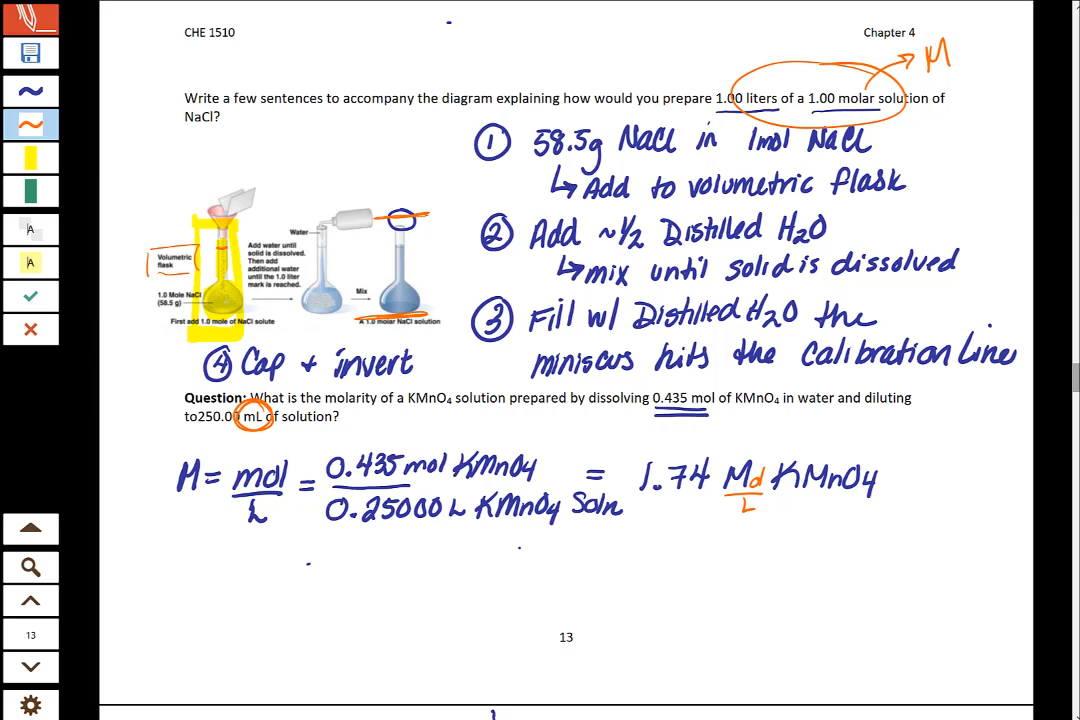 CHE 1510
Chapter 4
M
Write a few sentences to accompany the diagram explaining how would you prepare 1.00 liters of a 1.00 molar solution of
NaCl?
① 58.5g NaCl in 1mol NaCl
↳ Add to volumetric flask
② Add ~1/2 Distilled H2O
↳ mix until solid is dissolved
③ Fill w/ Distilled H2O the
miniscus hits the calibration line
Volumetric
flask
1.0 Mole NaCl
(58.5 g)
First add 1.0 mole of NaCl solute
Add water until
solid is dissolved.
Then add
additional water
until the 1.0 liter
mark is reached.
Water
Mix
A 1.0 molar NaCl solution
④ Cap + invert
Question: What is the molarity of a KMnO₄ solution prepared by dissolving 0.435 mol of KMnO₄ in water and diluting
to250.00 mL of solution?
M = mol/L = 0.435 mol KMnO4 / 0.25000 L KMnO4 Soln = 1.74 M KMnO4
L
13
13
A
A